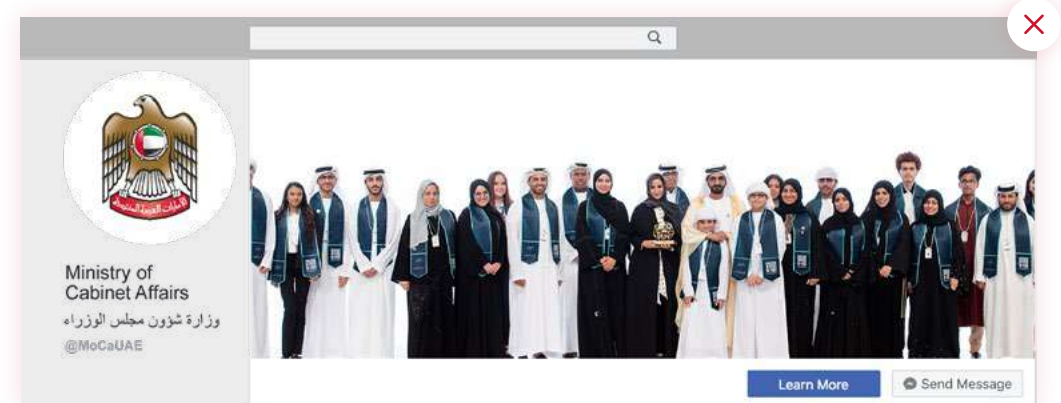 Ministry of
Cabinet Affairs
وزارة شؤون مجلس الوزراء
@MoCaUAE
Learn More
Send Message